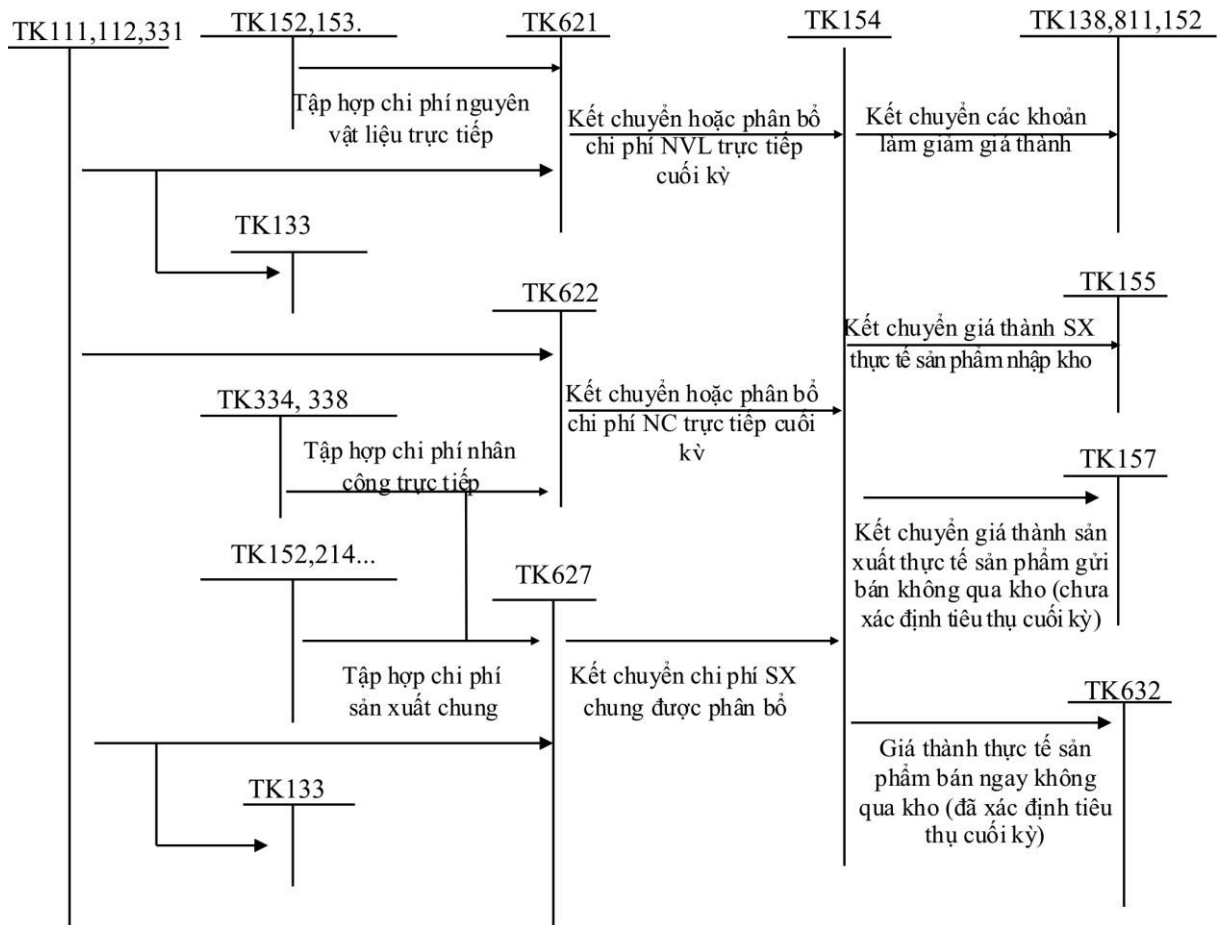 TK111,112,331
TK152,153.
TK621
TK154
TK138,811,152
Tập hợp chi phí nguyên
vật liệu trực tiếp
Kết chuyển hoặc phân bổ
chi phí NVL trực tiếp
cuối kỳ
Kết chuyển các khoản
làm giảm giá thành
TK133
TK622
TK155
Kết chuyển giá thành SX
thực tế sản phẩm nhập kho
TK334, 338
Kết chuyển hoặc phân bổ
chi phí NC trực tiếp cuối
kỳ
Tập hợp chi phí nhân
công trực tiếp
TK157
Kết chuyển giá thành sản
xuất thực tế sản phẩm gửi
bán không qua kho (chưa
xác định tiêu thụ cuối kỳ)
TK152,214...
TK627
Tập hợp chi phí
sản xuất chung
Kết chuyển chi phí SX
chung được phân bổ
TK632
Giá thành thực tế sản
phẩm bán ngay không
qua kho (đã xác định tiêu
thụ cuối kỳ)
TK133